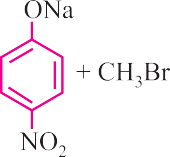 ONa
+ CH₃Br
NO₂